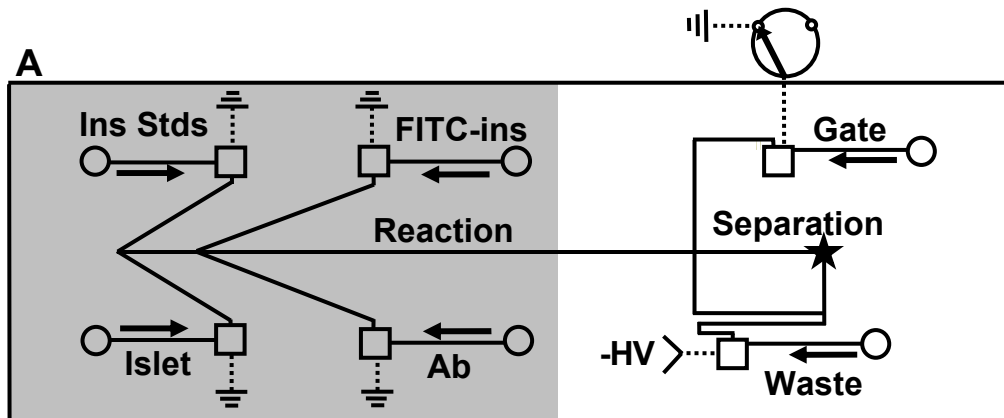 A
Ins Stds
FITC-ins
Gate
Reaction
Separation
Islet
Ab
-HV
Waste